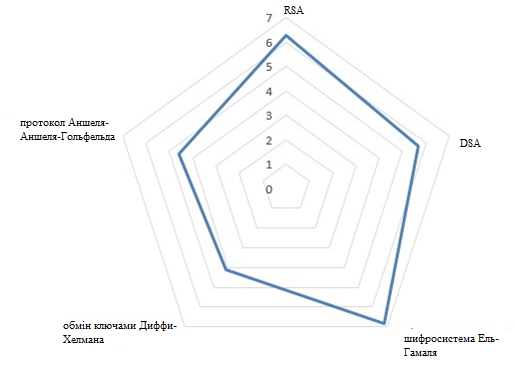 RSA
7
6
5
4
3
2
1
0
протокол Аншеля-
Аншеля-Гольфельда
DSA
обмін ключами Диффи-
Хелмана
шифросистема Ель-
Гамаля